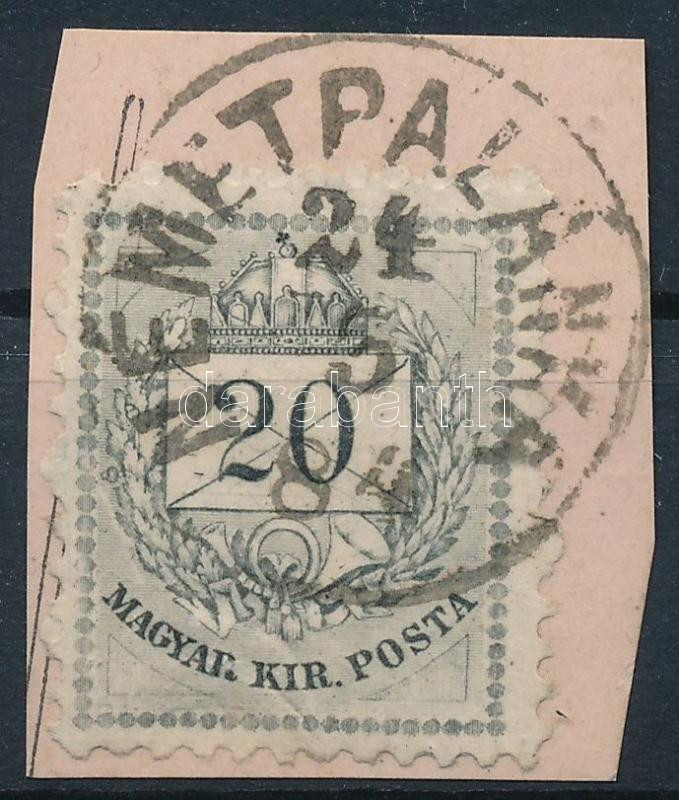 NÉMETPALÁNKA
24
20
MAGYAR. KIR. POSTA
darabanth